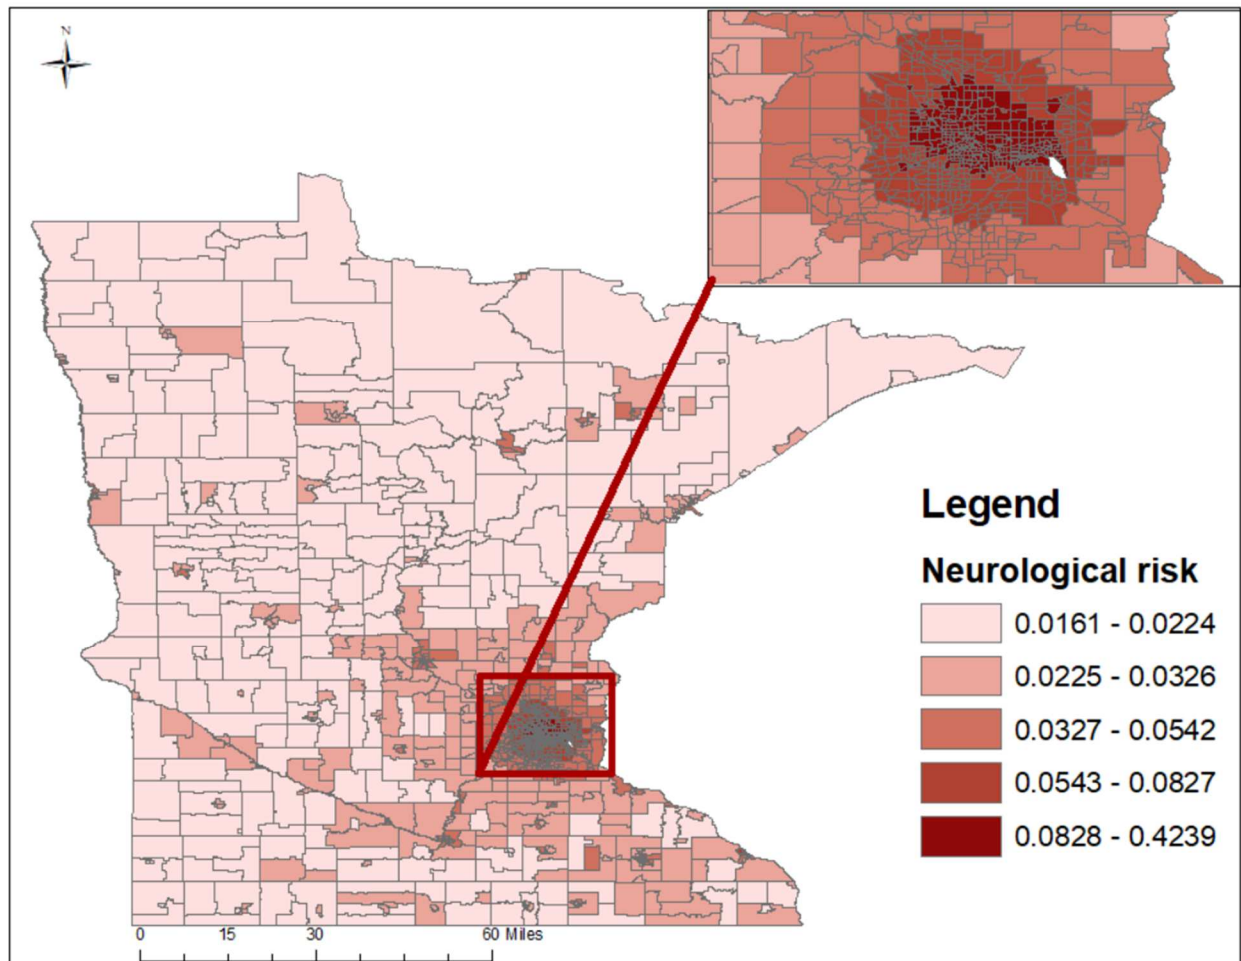 N
Legend
Neurological risk
0.0161 - 0.0224
0.0225 - 0.0326
0.0327 - 0.0542
0.0543 - 0.0827
0.0828 - 0.4239
0 15 30 60 Miles